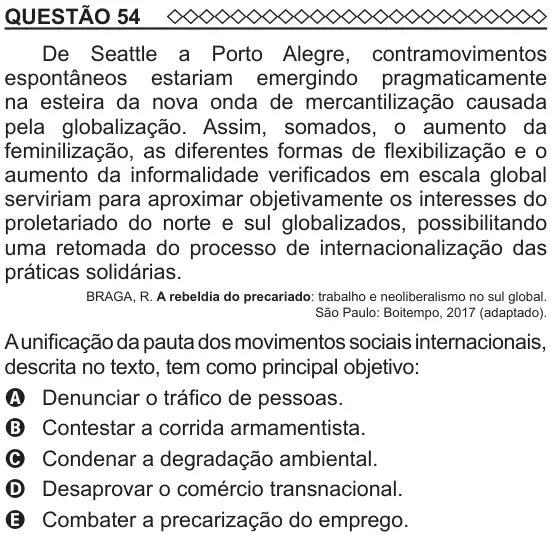 QUESTÃO 54
De Seattle a Porto Alegre, contramovimentos
espontâneos estariam emergindo pragmaticamente
na esteira da nova onda de mercantilização causada
pela globalização. Assim, somados, o aumento da
feminilização, as diferentes formas de flexibilização e o
aumento da informalidade verificados em escala global
serviriam para aproximar objetivamente os interesses do
proletariado do norte e sul globalizados, possibilitando
uma retomada do processo de internacionalização das
práticas solidárias.
BRAGA, R. A rebeldia do precariado: trabalho e neoliberalismo no sul global.
São Paulo: Boitempo, 2017 (adaptado).
A unificação da pauta dos movimentos sociais internacionais,
descrita no texto, tem como principal objetivo:
A Denunciar o tráfico de pessoas.
B Contestar a corrida armamentista.
C Condenar a degradação ambiental.
D Desaprovar o comércio transnacional.
E Combater a precarização do emprego.